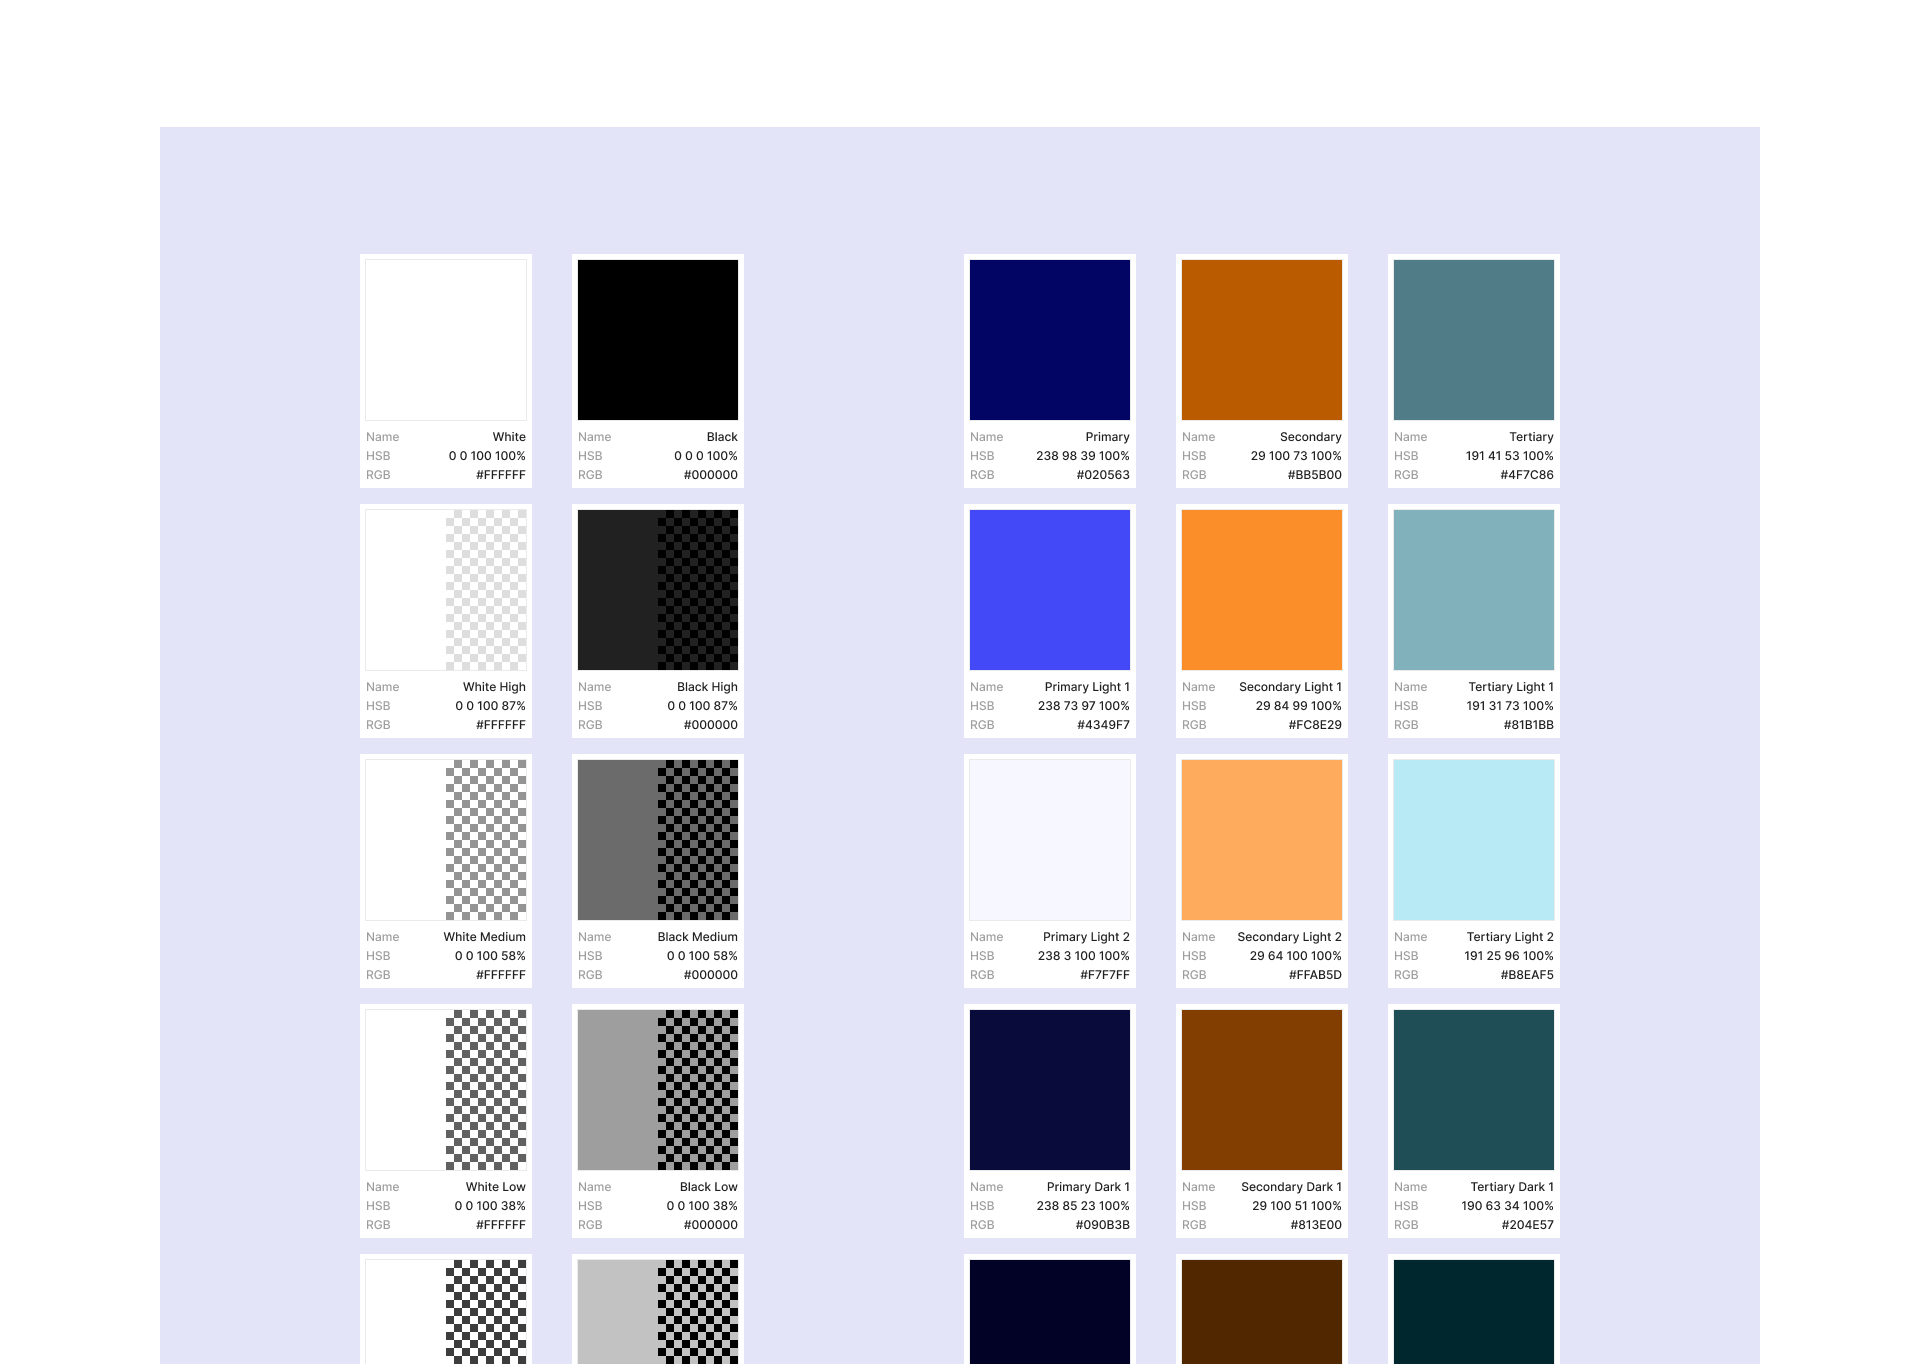 Name White
HSB 0 0 100 100%
RGB #FFFFFF
Name Black
HSB 0 0 0 100%
RGB #000000
Name Primary
HSB 238 98 39 100%
RGB #020563
Name Secondary
HSB 29 100 73 100%
RGB #BB5B00
Name Tertiary
HSB 191 41 53 100%
RGB #4F7C86
Name White High
HSB 0 0 100 87%
RGB #FFFFFF
Name Black High
HSB 0 0 100 87%
RGB #000000
Name Primary Light 1
HSB 238 73 97 100%
RGB #4349F7
Name Secondary Light 1
HSB 29 84 99 100%
RGB #FC8E29
Name Tertiary Light 1
HSB 191 31 73 100%
RGB #81B1BB
Name White Medium
HSB 0 0 100 58%
RGB #FFFFFF
Name Black Medium
HSB 0 0 100 58%
RGB #000000
Name Primary Light 2
HSB 238 3 100 100%
RGB #F7F7FF
Name Secondary Light 2
HSB 29 64 100 100%
RGB #FFAB5D
Name Tertiary Light 2
HSB 191 25 96 100%
RGB #B8EAF5
Name White Low
HSB 0 0 100 38%
RGB #FFFFFF
Name Black Low
HSB 0 0 100 38%
RGB #000000
Name Primary Dark 1
HSB 238 85 23 100%
RGB #090B3B
Name Secondary Dark 1
HSB 29 100 51 100%
RGB #813E00
Name Tertiary Dark 1
HSB 190 63 34 100%
RGB #204E57